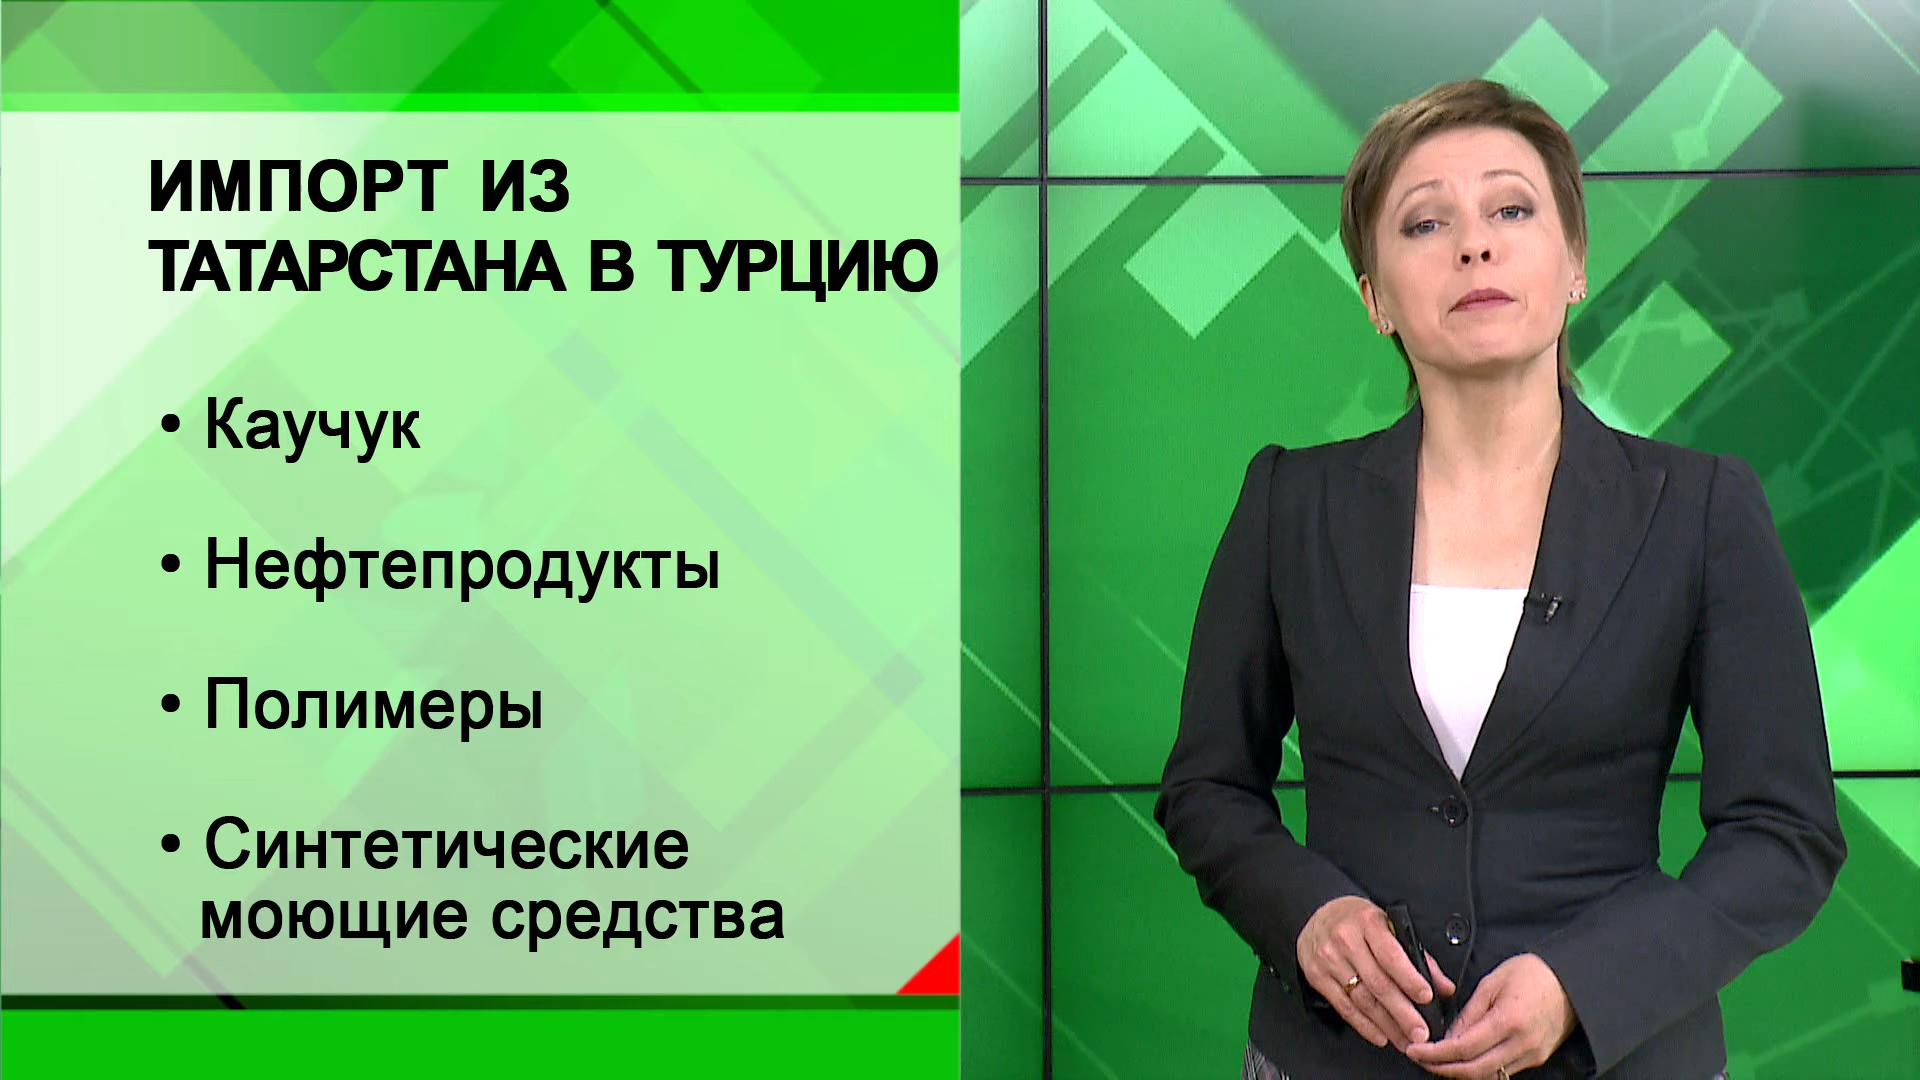 ИМПОРТ ИЗ
ТАТАРСТАНА В ТУРЦИЮ
• Каучук
• Нефтепродукты
• Полимеры
• Синтетические
моющие средства